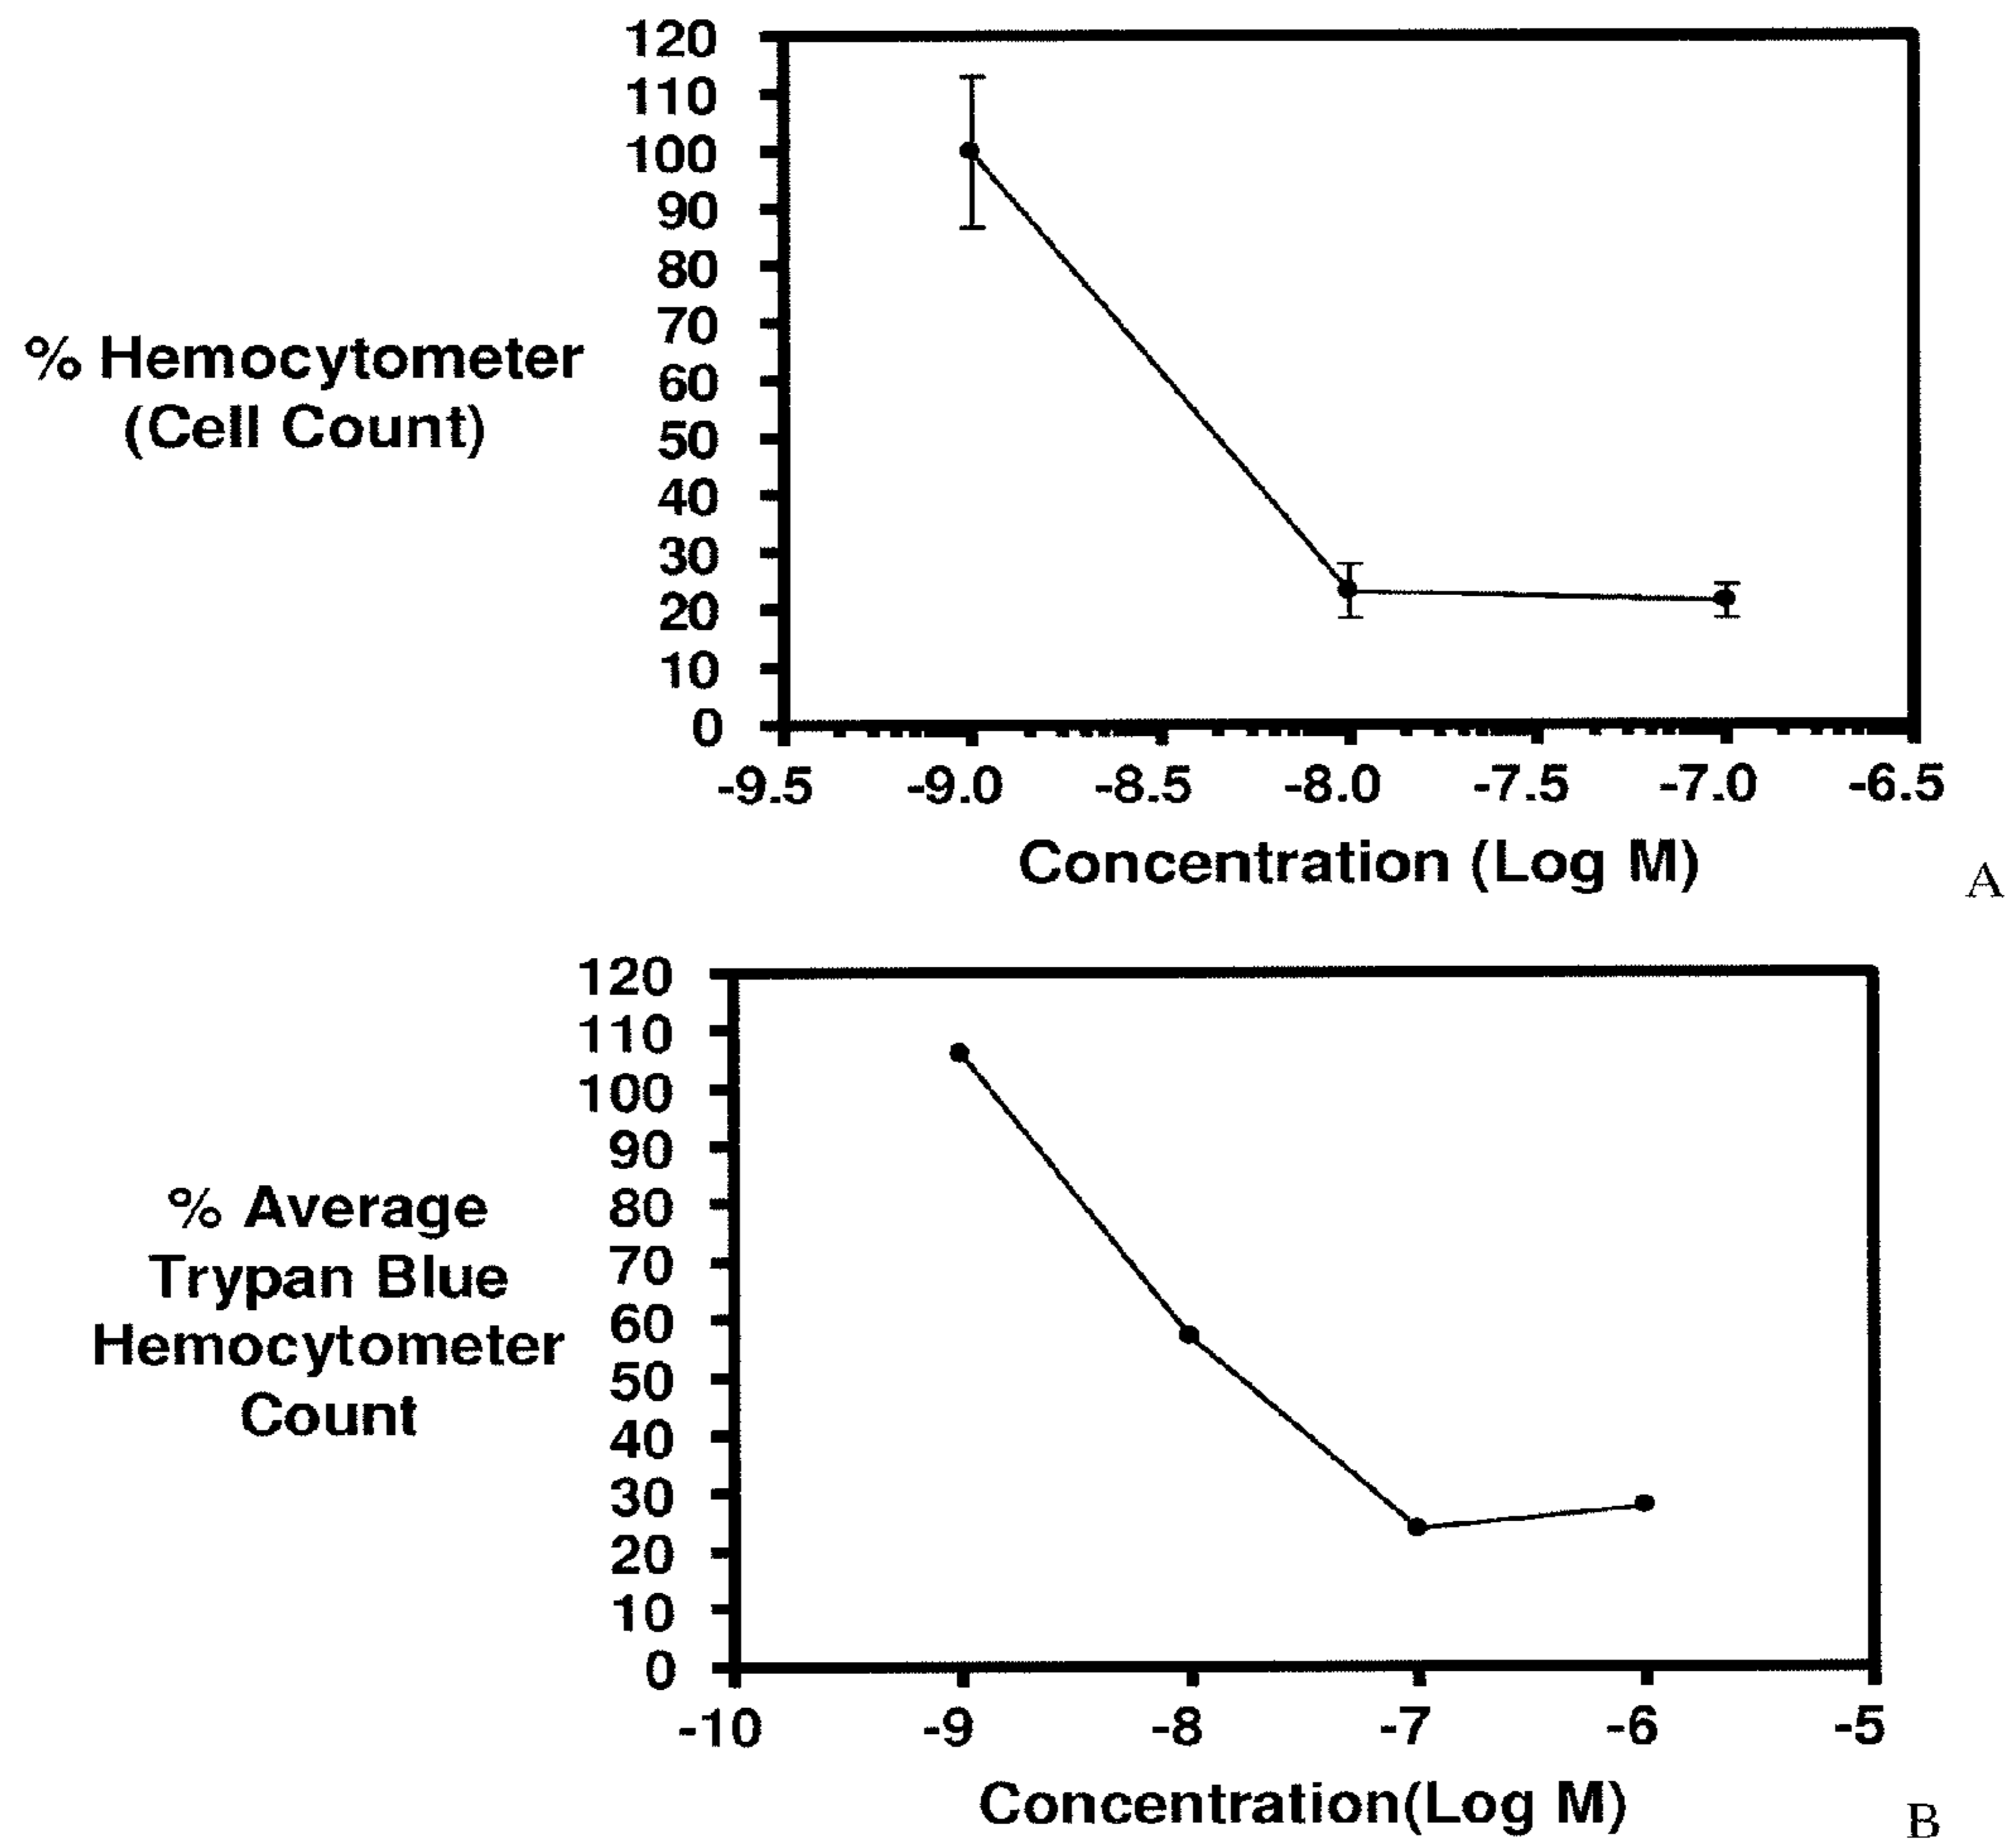 120
110
100
90
80
70
60
50
40
30
20
10
0
% Hemocytometer
(Cell Count)
-9.5 -9.0 -8.5 -8.0 -7.5 -7.0 -6.5
Concentration (Log M)
A
120
110
100
90
80
70
60
50
40
30
20
10
0
% Average
Trypan Blue
Hemocytometer
Count
-10 -9 -8 -7 -6 -5
Concentration(Log M)
B